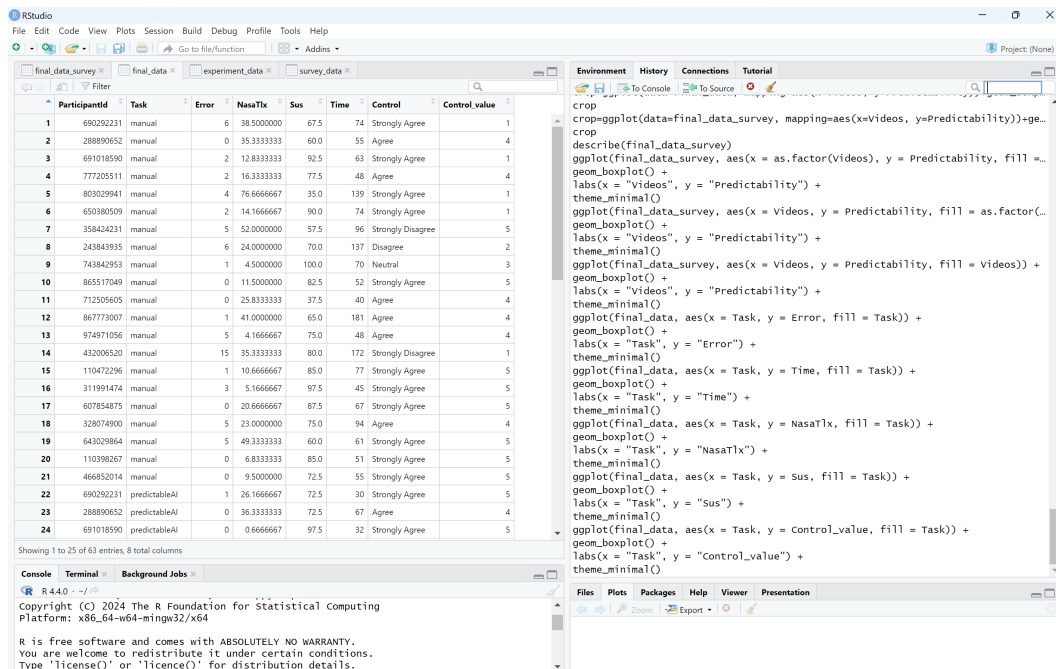 RStudio
File Edit Code View Plots Session Build Debug Profile Tools Help
Go to file/function Addins Project: (None)
final_data_survey final_data experiment_data survey_data
Filter
ParticipantId Task Error NasaTlx Sus Time Control Control_value
1 690292231 manual 6 38.5000000 67.5 74 Strongly Agree 1
2 288890652 manual 0 35.3333333 60.0 55 Agree 4
3 691018590 manual 2 12.8333333 92.5 63 Strongly Agree 1
4 777205511 manual 2 16.3333333 77.5 48 Agree 4
5 803029941 manual 4 76.6666667 35.0 139 Strongly Agree 1
6 650380509 manual 2 14.1666667 90.0 74 Strongly Agree 1
7 358424231 manual 5 52.0000000 57.5 96 Strongly Disagree 5
8 243843935 manual 6 24.0000000 70.0 137 Disagree 2
9 743842953 manual 1 4.5000000 100.0 70 Neutral 3
10 865517049 manual 0 11.5000000 82.5 52 Strongly Agree 5
11 712505605 manual 0 25.8333333 37.5 40 Agree 4
12 867773007 manual 1 41.0000000 65.0 181 Agree 4
13 974971056 manual 5 4.1666667 75.0 48 Agree 4
14 432006520 manual 15 35.3333333 80.0 172 Strongly Disagree 1
15 110472296 manual 1 10.6666667 85.0 77 Strongly Agree 5
16 311991474 manual 3 5.1666667 97.5 45 Strongly Agree 5
17 607854875 manual 0 20.6666667 87.5 67 Strongly Agree 5
18 328074900 manual 5 23.0000000 75.0 94 Agree 4
19 643029864 manual 5 49.3333333 60.0 61 Strongly Agree 5
20 110398267 manual 0 6.8333333 85.0 51 Strongly Agree 5
21 466852014 manual 0 9.5000000 72.5 55 Strongly Agree 5
22 690292231 predictableAI 1 26.1666667 72.5 30 Strongly Agree 5
23 288890652 predictableAI 0 36.3333333 72.5 67 Agree 4
24 691018590 predictableAI 0 0.6666667 97.5 32 Strongly Agree 5
Showing 1 to 25 of 63 entries, 8 total columns
Console Terminal Background Jobs
R 4.4.0 · ~/
Copyright (C) 2024 The R Foundation for Statistical Computing
Platform: x86_64-w64-mingw32/x64
R is free software and comes with ABSOLUTELY NO WARRANTY.
You are welcome to redistribute it under certain conditions.
Type 'license()' or 'licence()' for distribution details.
Environment History Connections Tutorial
To Console To Source
crop
crop=ggplot(data=final_data_survey, mapping=aes(x=Videos, y=Predictability))+ge…
crop
describe(final_data_survey)
ggplot(final_data_survey, aes(x = as.factor(Videos), y = Predictability, fill =…
geom_boxplot() +
labs(x = "Videos", y = "Predictability") +
theme_minimal()
ggplot(final_data_survey, aes(x = Videos, y = Predictability, fill = as.factor(…
geom_boxplot() +
labs(x = "Videos", y = "Predictability") +
theme_minimal()
ggplot(final_data_survey, aes(x = Videos, y = Predictability, fill = Videos)) +
geom_boxplot() +
labs(x = "Videos", y = "Predictability") +
theme_minimal()
ggplot(final_data, aes(x = Task, y = Error, fill = Task)) +
geom_boxplot() +
labs(x = "Task", y = "Error") +
theme_minimal()
ggplot(final_data, aes(x = Task, y = Time, fill = Task)) +
geom_boxplot() +
labs(x = "Task", y = "Time") +
theme_minimal()
ggplot(final_data, aes(x = Task, y = NasaTlx, fill = Task)) +
geom_boxplot() +
labs(x = "Task", y = "NasaTlx") +
theme_minimal()
ggplot(final_data, aes(x = Task, y = Sus, fill = Task)) +
geom_boxplot() +
labs(x = "Task", y = "Sus") +
theme_minimal()
ggplot(final_data, aes(x = Task, y = Control_value, fill = Task)) +
geom_boxplot() +
labs(x = "Task", y = "Control_value") +
theme_minimal()
Files Plots Packages Help Viewer Presentation
Zoom Export